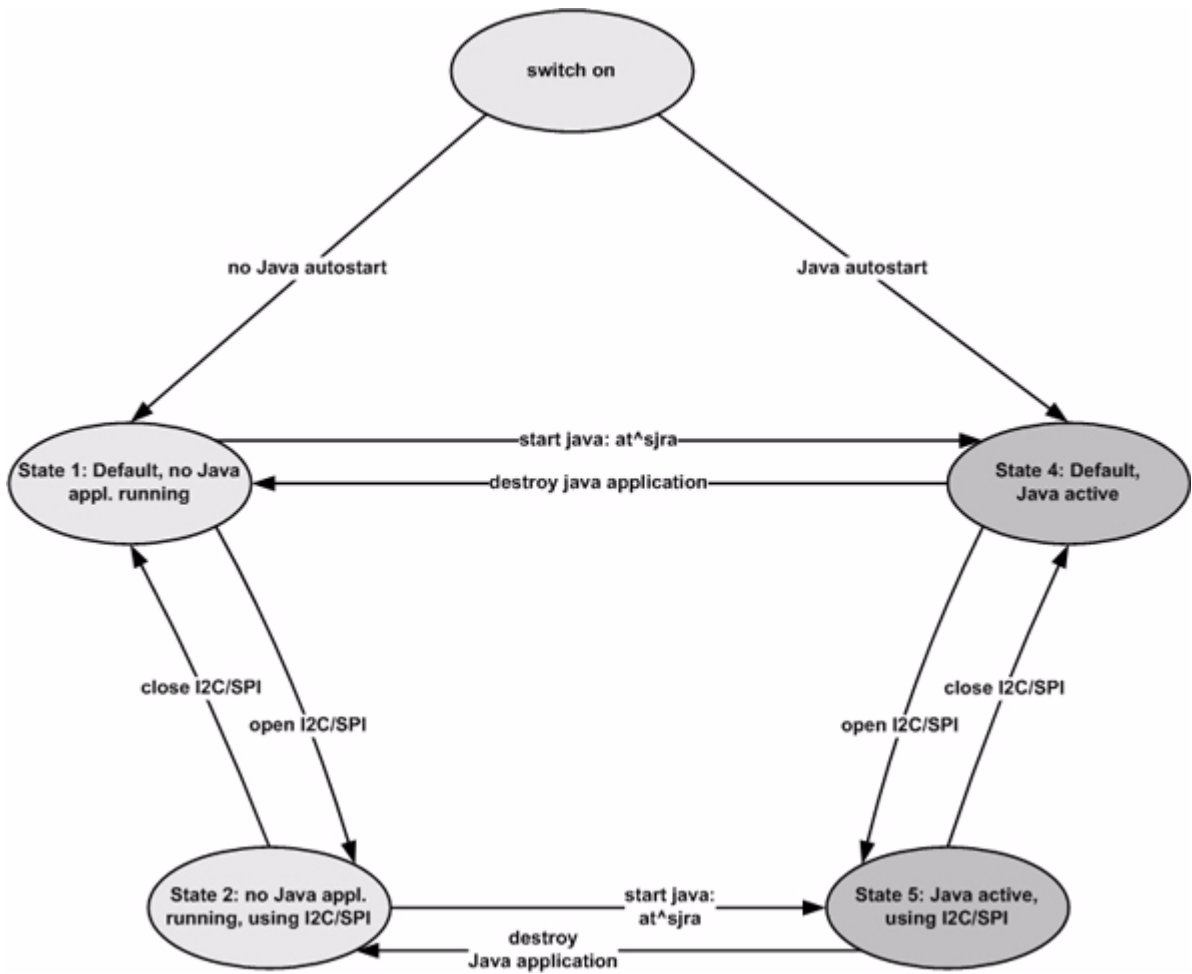 switch on
no Java autostart
Java autostart
start java: at^sjra
State 1: Default, no Java
appl. running
destroy java application
State 4: Default,
Java active
close I2C/SPI
open I2C/SPI
open I2C/SPI
close I2C/SPI
State 2: no Java appl.
running, using I2C/SPI
start java:
at^sjra
State 5: Java active,
using I2C/SPI
destroy
Java application